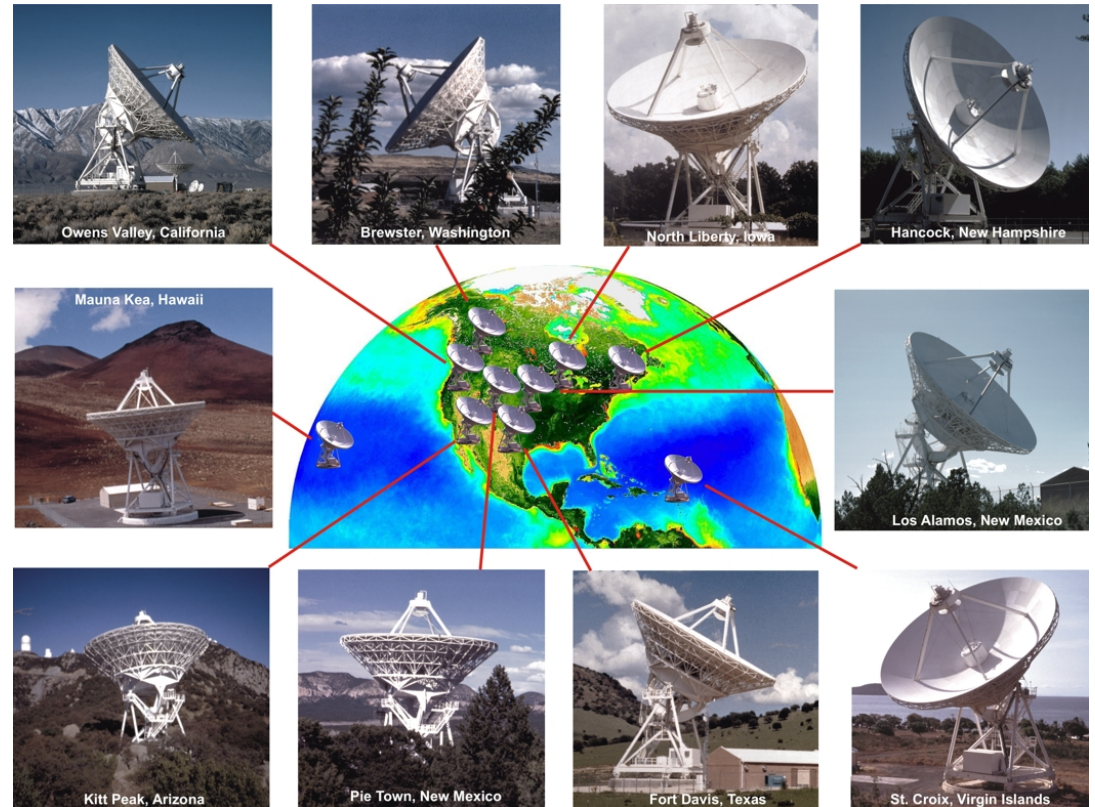 Owens Valley, California
Brewster, Washington
North Liberty, Iowa
Hancock, New Hampshire
Mauna Kea, Hawaii
Los Alamos, New Mexico
Kitt Peak, Arizona
Pie Town, New Mexico
Fort Davis, Texas
St. Croix, Virgin Islands